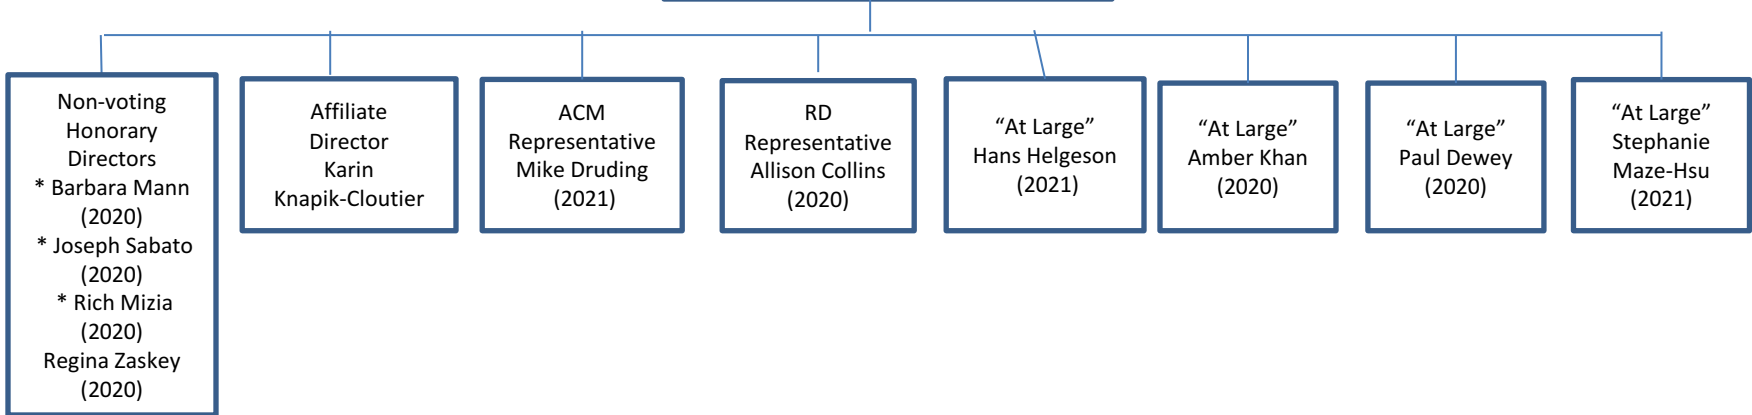 Non-voting
Honorary
Directors
* Barbara Mann
(2020)
* Joseph Sabato
(2020)
* Rich Mizia
(2020)
Regina Zaskey
(2020)
Affiliate
Director
Karin
Knapik-Cloutier
ACM
Representative
Mike Druding
(2021)
RD
Representative
Allison Collins
(2020)
“At Large”
Hans Helgeson
(2021)
“At Large”
Amber Khan
(2020)
“At Large”
Paul Dewey
(2020)
“At Large”
Stephanie
Maze-Hsu
(2021)